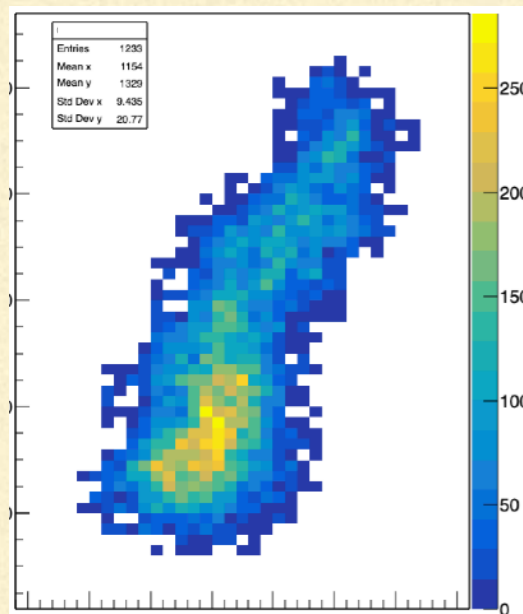 Entries 1233
Mean x 1154
Mean y 1329
Std Dev x 9.435
Std Dev y 20.77
250
200
150
100
50
0